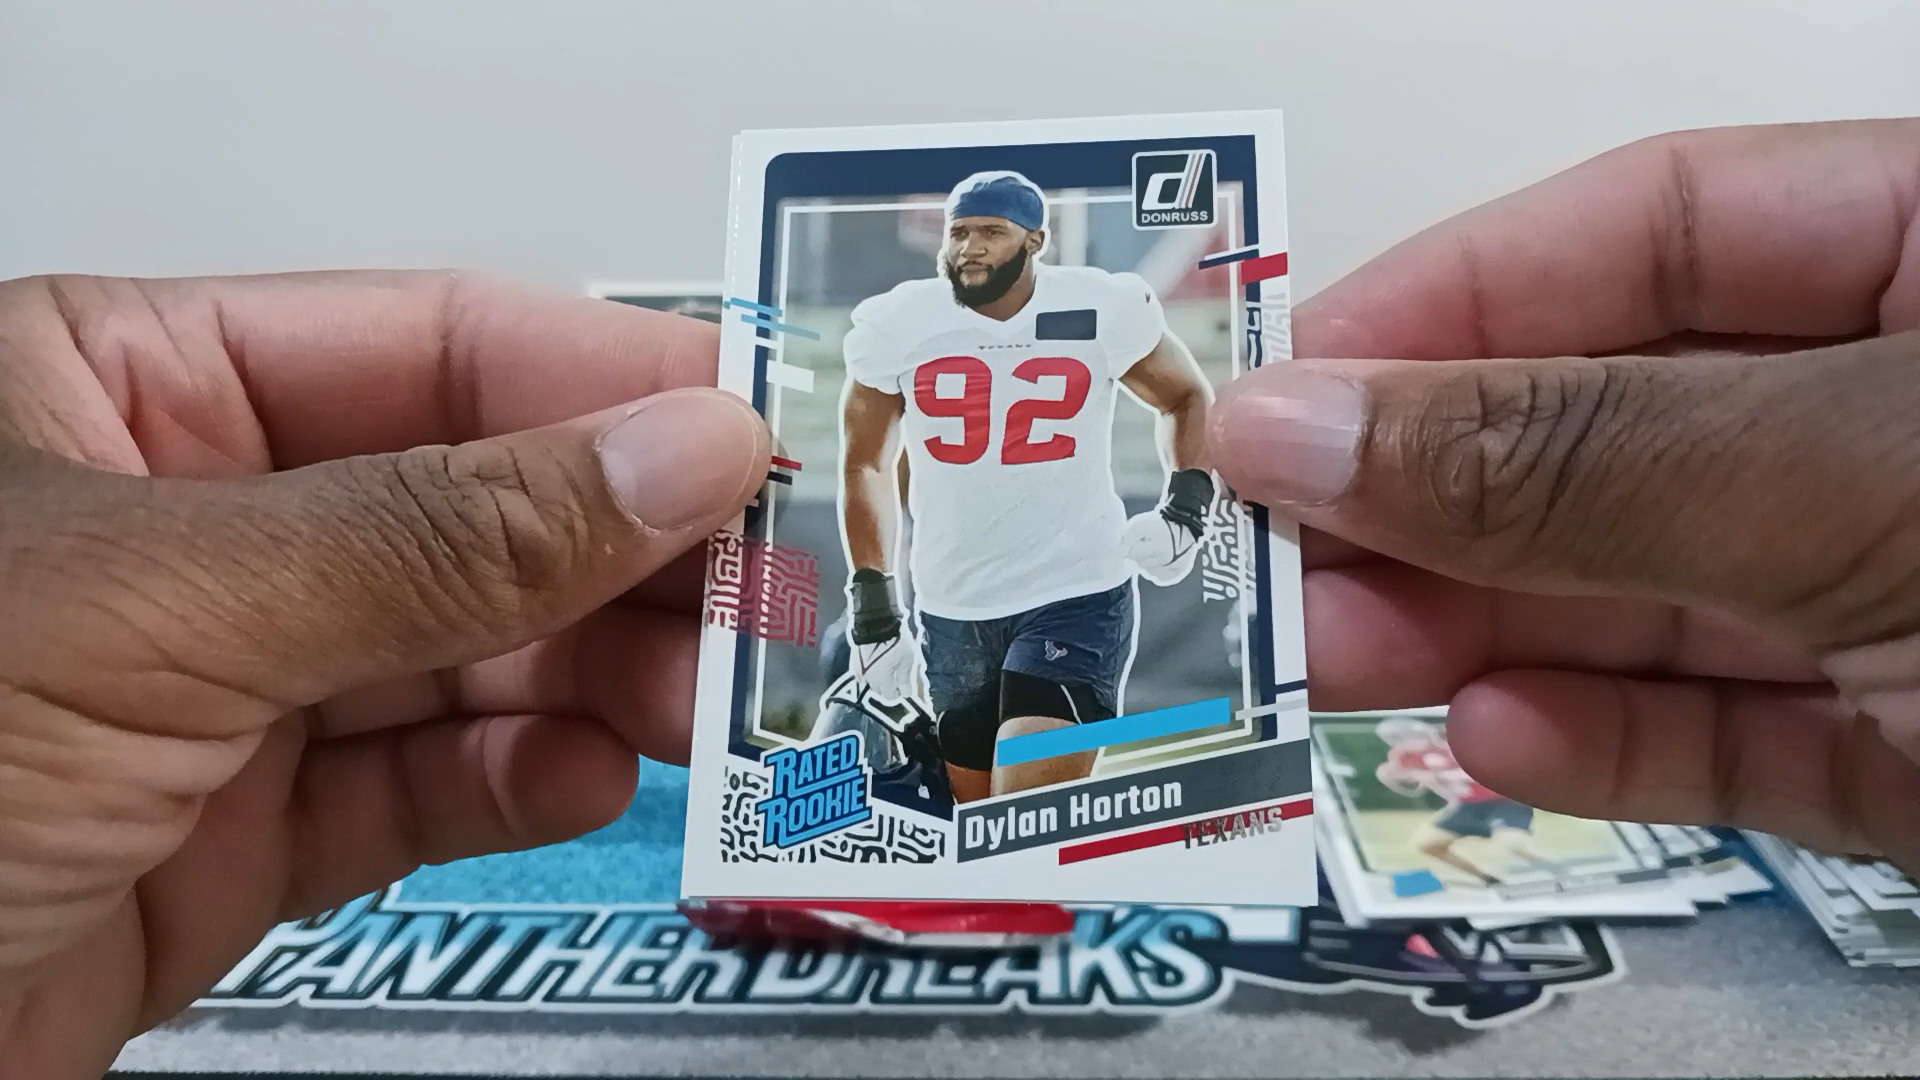 DONRUSS
TEXANS
92
RATED
ROOKIE
Dylan Horton
TEXANS
PANTHERBREAKS